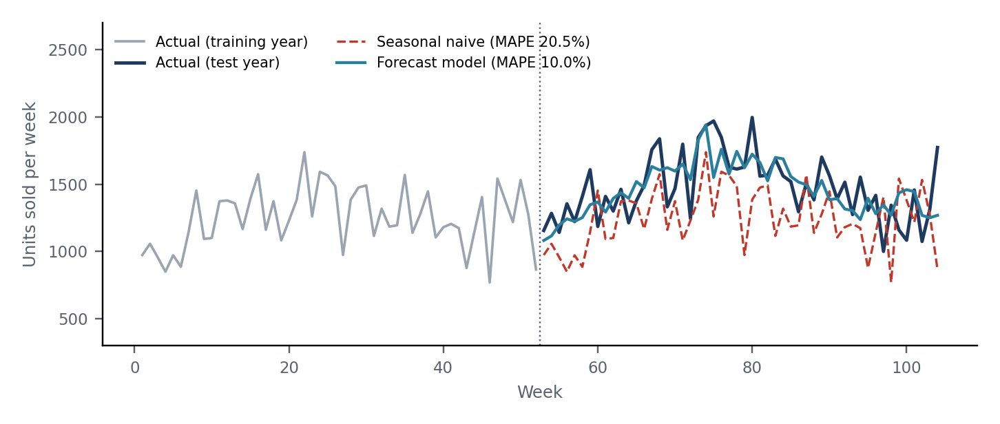 Actual (training year)
Actual (test year)
Seasonal naive (MAPE 20.5%)
Forecast model (MAPE 10.0%)
Units sold per week
2500
2000
1500
1000
500
0
20
40
60
80
100
Week